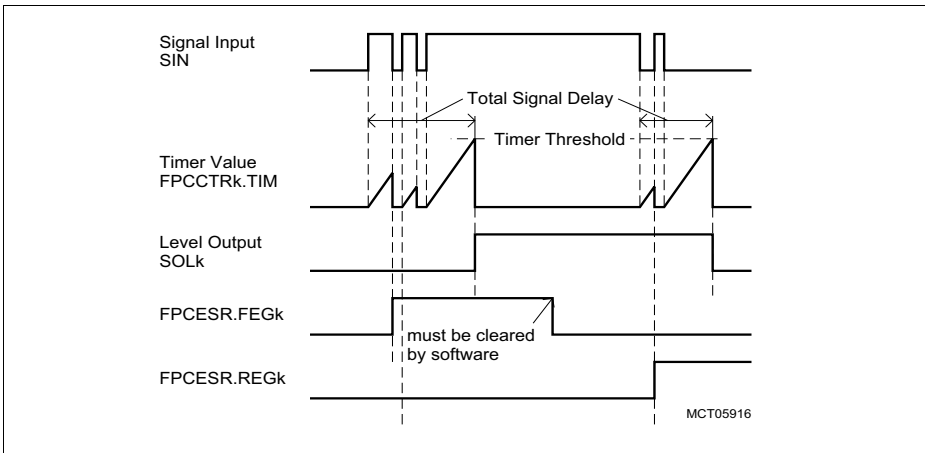 Signal Input
SIN
Total Signal Delay
Timer Threshold
Timer Value
FPCCTRk.TIM
Level Output
SOLk
FPCESR.FEGk
must be cleared
by software
FPCESR.REGk
MCT05916